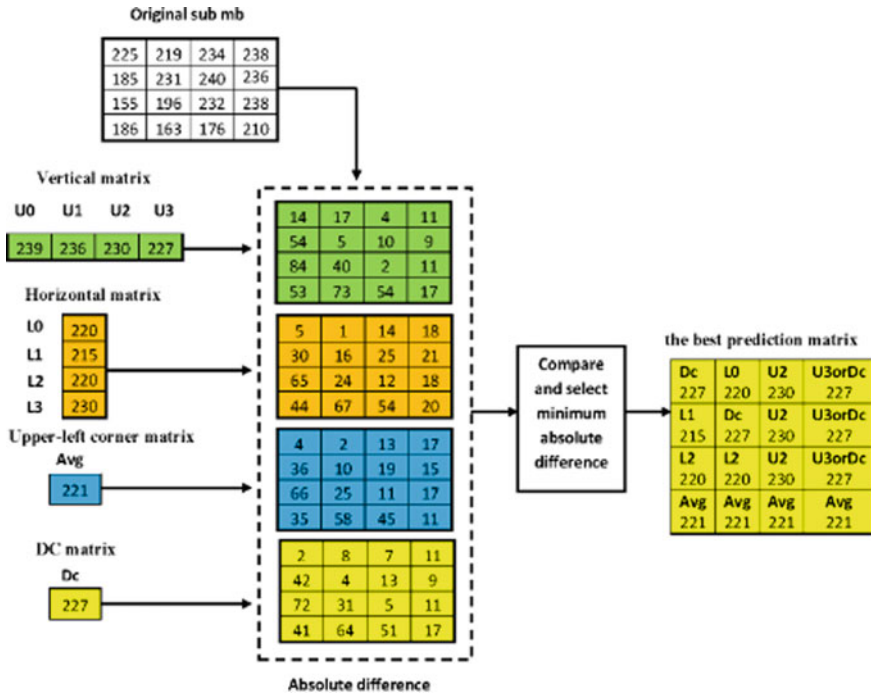 Original sub mb
225 219 234 238
185 231 240 236
155 196 232 238
186 163 176 210
Vertical matrix
U0 U1 U2 U3
239 236 230 227
14 17 4 11
54 5 10 9
84 40 2 11
53 73 54 17
Horizontal matrix
L0 220
L1 215
L2 220
L3 230
5 1 14 18
30 16 25 21
65 24 12 18
44 67 54 20
Upper-left corner matrix
Avg
221
4 2 13 17
36 10 19 15
66 25 11 17
35 58 45 11
DC matrix
Dc
227
2 8 7 11
42 4 13 9
72 31 5 11
41 64 51 17
Absolute difference
Compare
and select
minimum
absolute
difference
the best prediction matrix
Dc L0 U2 U3orDc
227 220 230 227
L1 Dc U2 U3orDc
215 227 230 227
L2 L2 U2 U3orDc
220 220 230 227
Avg Avg Avg Avg
221 221 221 221